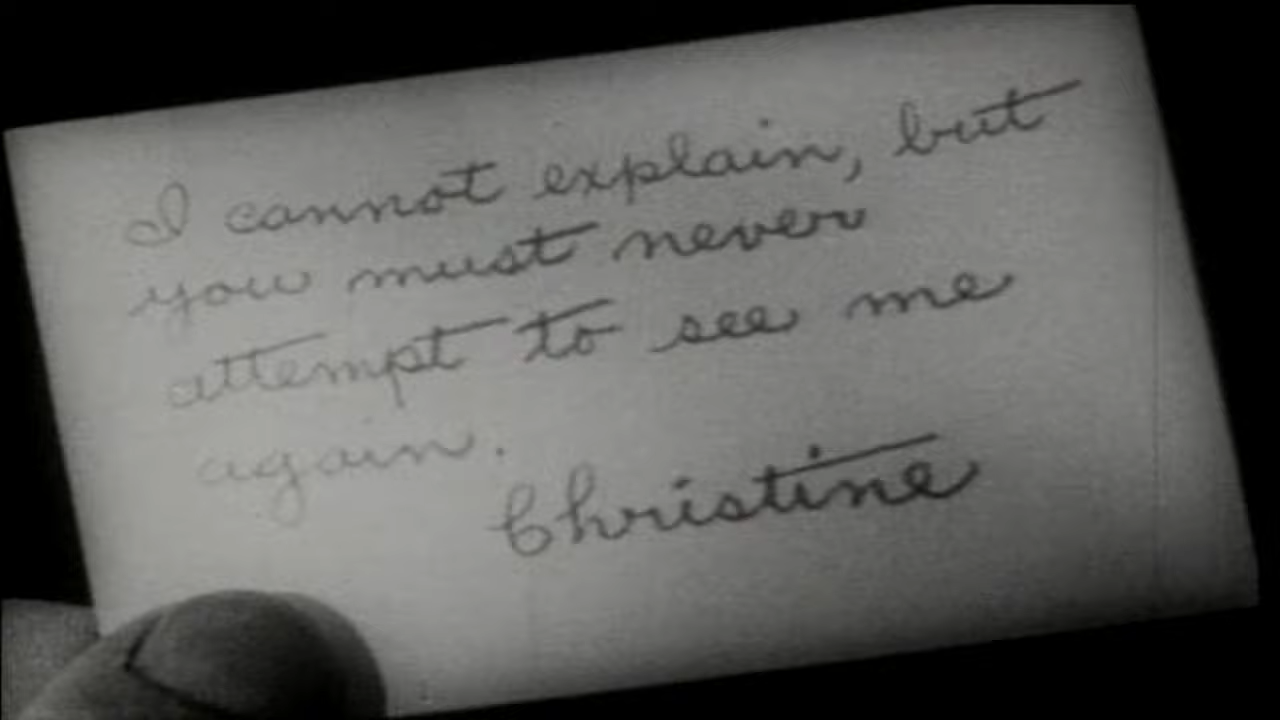 I cannot explain, but
you must never
attempt to see me
again.
Christine